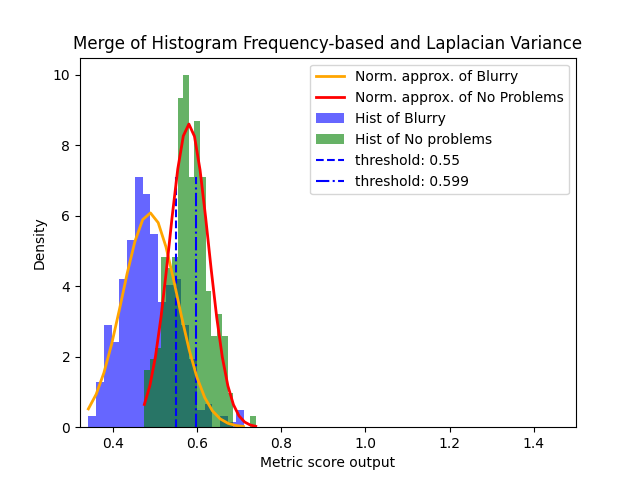 Merge of Histogram Frequency-based and Laplacian Variance
Norm. approx. of Blurry
Norm. approx. of No Problems
Hist of Blurry
Hist of No problems
threshold: 0.55
threshold: 0.599
10
8
6
4
2
0
Density
0.4 0.6 0.8 1.0 1.2 1.4
Metric score output